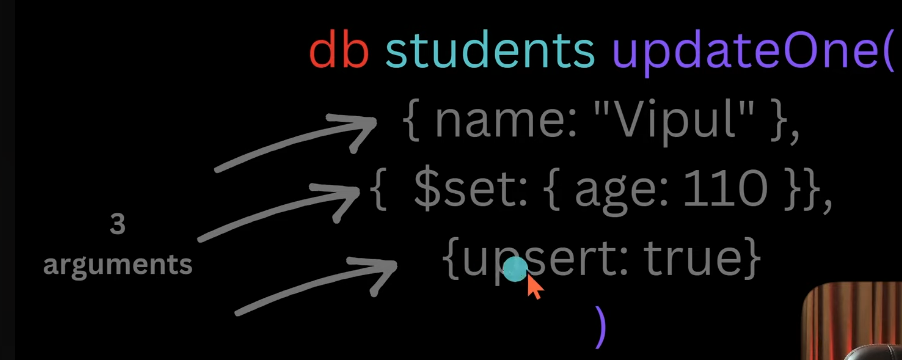 db students updateOne(
{ name: "Vipul" },
{ $set: { age: 110 }},
{upsert: true}
)
3
arguments